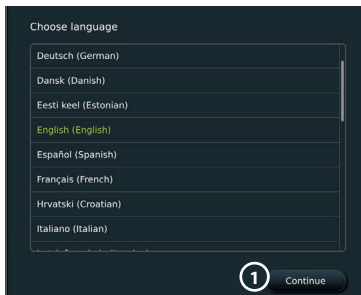 Choose language
Deutsch (German)
Dansk (Danish)
Eesti keel (Estonian)
English (English)
Español (Spanish)
Français (French)
Hrvatski (Croatian)
Italiano (Italian)
1 Continue